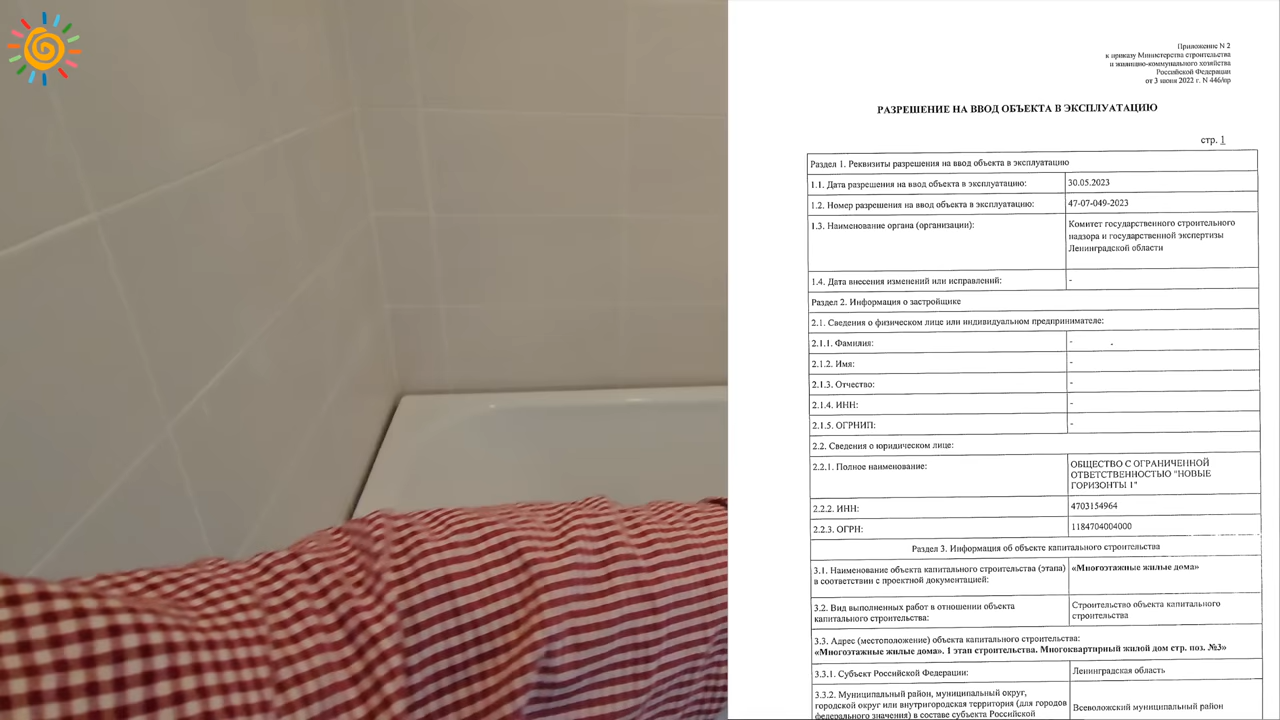 Приложение N 2
к приказу Министерства строительства
и жилищно-коммунального хозяйства
Российской Федерации
от 3 июня 2022 г. N 446/пр
РАЗРЕШЕНИЕ НА ВВОД ОБЪЕКТА В ЭКСПЛУАТАЦИЮ
стр. 1
Раздел 1. Реквизиты разрешения на ввод объекта в эксплуатацию
1.1. Дата разрешения на ввод объекта в эксплуатацию:
30.05.2023
1.2. Номер разрешения на ввод объекта в эксплуатацию:
47-07-049-2023
1.3. Наименование органа (организации):
Комитет государственного строительного
надзора и государственной экспертизы
Ленинградской области
1.4. Дата внесения изменений или исправлений:
-
Раздел 2. Информация о застройщике
2.1. Сведения о физическом лице или индивидуальном предпринимателе:
2.1.1. Фамилия:
-
2.1.2. Имя:
-
2.1.3. Отчество:
-
2.1.4. ИНН:
-
2.1.5. ОГРНИП:
-
2.2. Сведения о юридическом лице:
2.2.1. Полное наименование:
ОБЩЕСТВО С ОГРАНИЧЕННОЙ
ОТВЕТСТВЕННОСТЬЮ "НОВЫЕ
ГОРИЗОНТЫ 1"
2.2.2. ИНН:
4703154964
2.2.3. ОГРН:
1184704004000
Раздел 3. Информация об объекте капитального строительства
3.1. Наименование объекта капитального строительства (этапа)
в соответствии с проектной документацией:
«Многоэтажные жилые дома»
3.2. Вид выполненных работ в отношении объекта
капитального строительства:
Строительство объекта капитального
строительства
3.3. Адрес (местоположение) объекта капитального строительства:
«Многоэтажные жилые дома». 1 этап строительства. Многоквартирный жилой дом стр. поз. №3»
3.3.1. Субъект Российской Федерации:
Ленинградская область
3.3.2. Муниципальный район, муниципальный округ,
городской округ или внутригородская территория (для городов
федерального значения) в составе субъекта Российской
Всеволожский муниципальный район